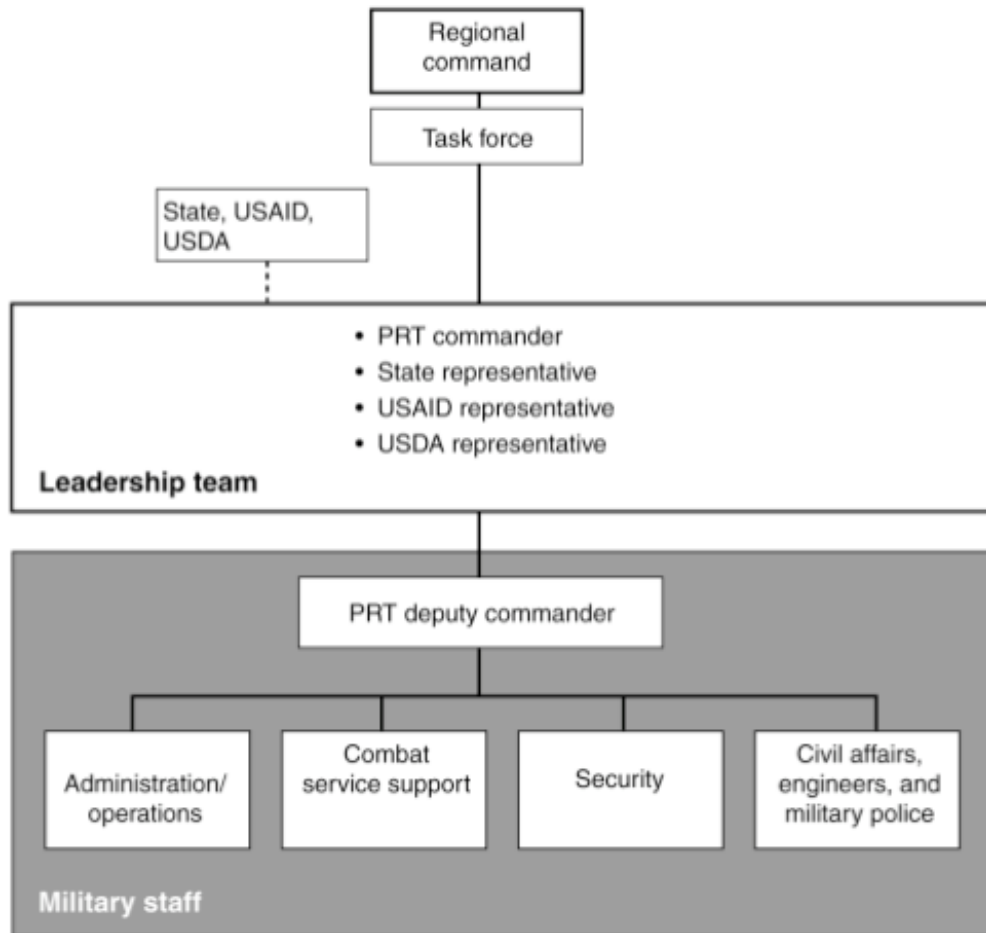 Regional
command
Task force
State, USAID,
USDA
• PRT commander
• State representative
• USAID representative
• USDA representative
Leadership team
PRT deputy commander
Administration/
operations
Combat
service support
Security
Civil affairs,
engineers, and
military police
Military staff